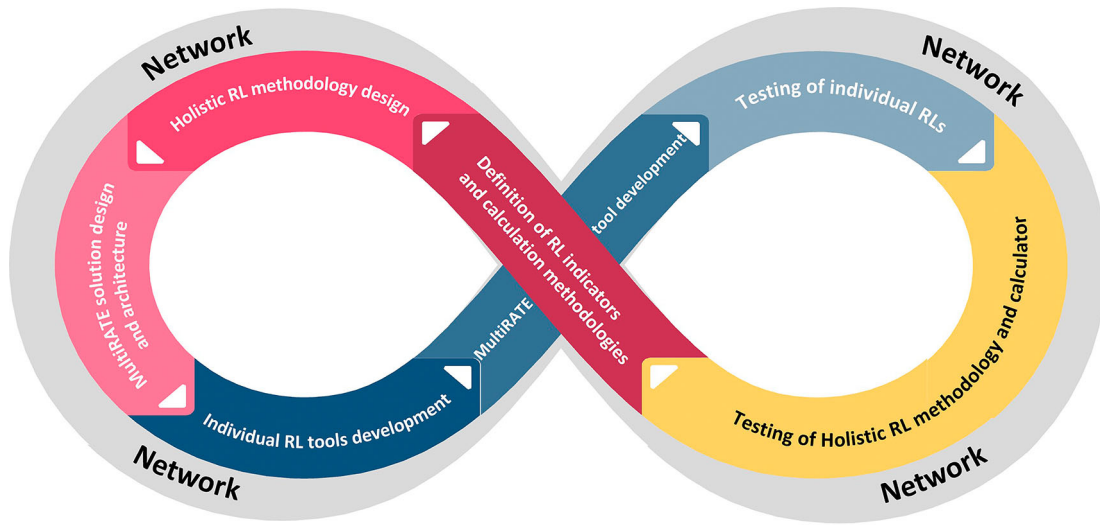 Network
Network
Holistic RL methodology design
Testing of individual RLs
MultiRATE solution design
and architecture
Definition of RL indicators
and calculation methodologies
MultiRATE tool development
Individual RL tools development
Testing of Holistic RL methodology and calculator
Network
Network